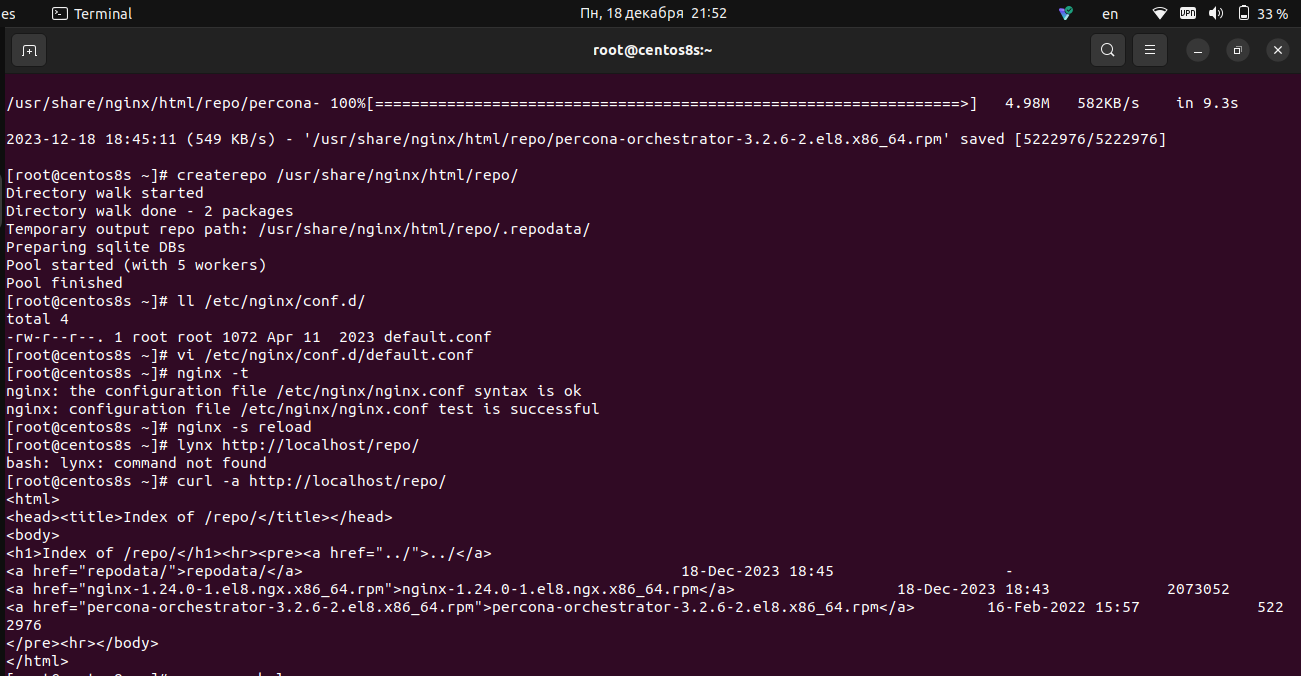 es Terminal Пн, 18 декабря 21:52 en VPN 33 %
root@centos8s:~
/usr/share/nginx/html/repo/percona- 100%[=================================================================>] 4.98M 582KB/s in 9.3s
2023-12-18 18:45:11 (549 KB/s) - '/usr/share/nginx/html/repo/percona-orchestrator-3.2.6-2.el8.x86_64.rpm' saved [5222976/5222976]
[root@centos8s ~]# createrepo /usr/share/nginx/html/repo/
Directory walk started
Directory walk done - 2 packages
Temporary output repo path: /usr/share/nginx/html/repo/.repodata/
Preparing sqlite DBs
Pool started (with 5 workers)
Pool finished
[root@centos8s ~]# ll /etc/nginx/conf.d/
total 4
-rw-r--r--. 1 root root 1072 Apr 11  2023 default.conf
[root@centos8s ~]# vi /etc/nginx/conf.d/default.conf
[root@centos8s ~]# nginx -t
nginx: the configuration file /etc/nginx/nginx.conf syntax is ok
nginx: configuration file /etc/nginx/nginx.conf test is successful
[root@centos8s ~]# nginx -s reload
[root@centos8s ~]# lynx http://localhost/repo/
bash: lynx: command not found
[root@centos8s ~]# curl -a http://localhost/repo/
<html>
<head><title>Index of /repo/</title></head>
<body>
<h1>Index of /repo/</h1><hr><pre><a href="../">../</a>
<a href="repodata/">repodata/</a> 18-Dec-2023 18:45 -
<a href="nginx-1.24.0-1.el8.ngx.x86_64.rpm">nginx-1.24.0-1.el8.ngx.x86_64.rpm</a> 18-Dec-2023 18:43 2073052
<a href="percona-orchestrator-3.2.6-2.el8.x86_64.rpm">percona-orchestrator-3.2.6-2.el8.x86_64.rpm</a> 16-Feb-2022 15:57 522
2976
</pre><hr></body>
</html>